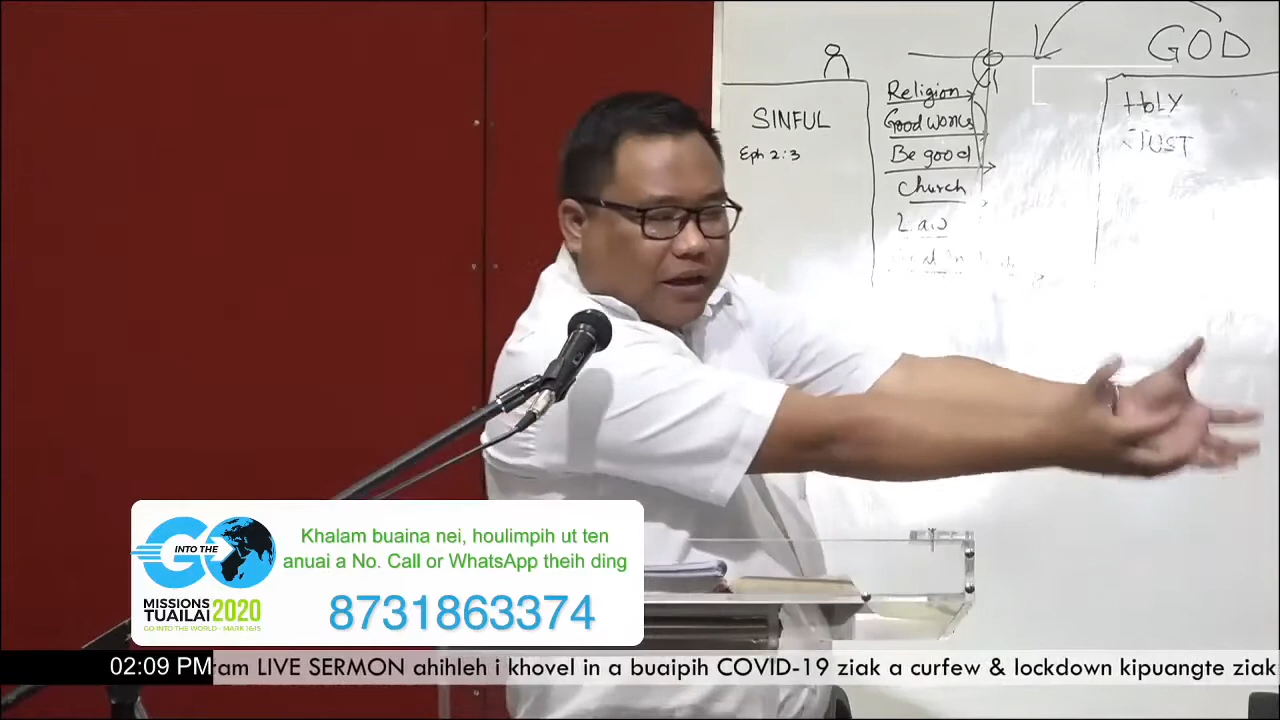 GOD
HOLY
JUST
SINFUL
Eph 2:3
Religion
Good works
Be good
Church
Law
GO
INTO THE
MISSIONS
TUAILAI 2020
GO INTO THE WORLD - MARK 16:15
Khalam buaina nei, houlimpih ut ten
anuai a No. Call or WhatsApp theih ding
8731863374
02:09 PM
am LIVE SERMON ahihleh i khovel in a buaipih COVID-19 ziak a curfew & lockdown kipuangte ziak